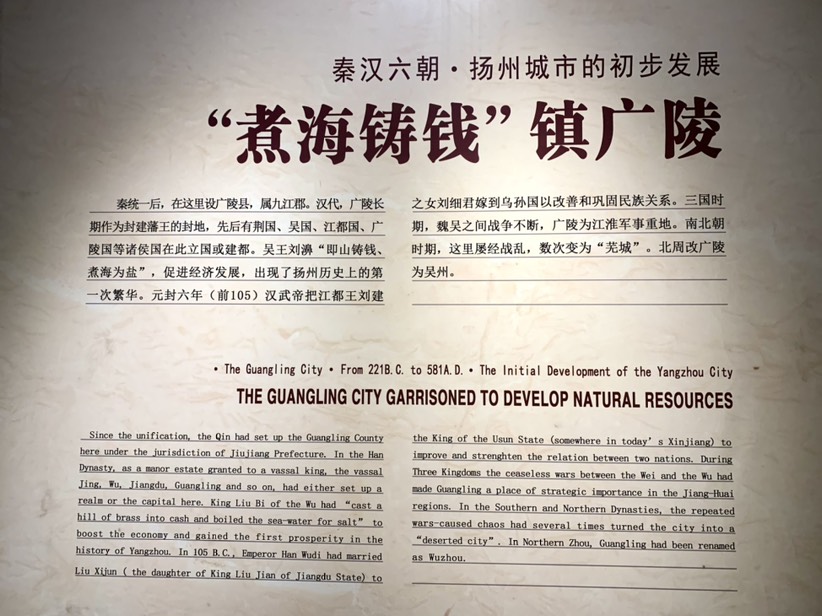 秦汉六朝·扬州城市的初步发展
“煮海铸钱”镇广陵
秦统一后，在这里设广陵县，属九江郡。汉代，广陵长
期作为封建藩王的封地，先后有荆国、吴国、江都国、广
陵国等诸侯国在此立国或建都。吴王刘濞“即山铸钱、
煮海为盐”，促进经济发展，出现了扬州历史上的第
一次繁华。元封六年（前105）汉武帝把江都王刘建
之女刘细君嫁到乌孙国以改善和巩固民族关系。三国时
期，魏吴之间战争不断，广陵为江淮军事重地。南北朝
时期，这里屡经战乱，数次变为“芜城”。北周改广陵
为吴州。
· The Guangling City · From 221B.C. to 581A.D. · The Initial Development of the Yangzhou City
THE GUANGLING CITY GARRISONED TO DEVELOP NATURAL RESOURCES
Since the unification, the Qin had set up the Guangling County
here under the jurisdiction of Jiujiang Prefecture. In the Han
Dynasty, as a manor estate granted to a vassal king, the vassal
Jing, Wu, Jiangdu, Guangling and so on, had either set up a
realm or the capital here. King Liu Bi of the Wu had “cast a
hill of brass into cash and boiled the sea-water for salt” to
boost the economy and gained the first prosperity in the
history of Yangzhou. In 105 B.C., Emperor Han Wudi had married
Liu Xijun ( the daughter of King Liu Jian of Jiangdu State) to
the King of the Usun State (somewhere in today’s Xinjiang) to
improve and strenghten the relation between two nations. During
Three Kingdoms the ceaseless wars between the Wei and the Wu had
made Guangling a place of strategic importance in the Jiang-Huai
regions. In the Southern and Northern Dynasties, the repeated
wars-caused chaos had several times turned the city into a
“deserted city”. In Northern Zhou, Guangling had been renamed
as Wuzhou.